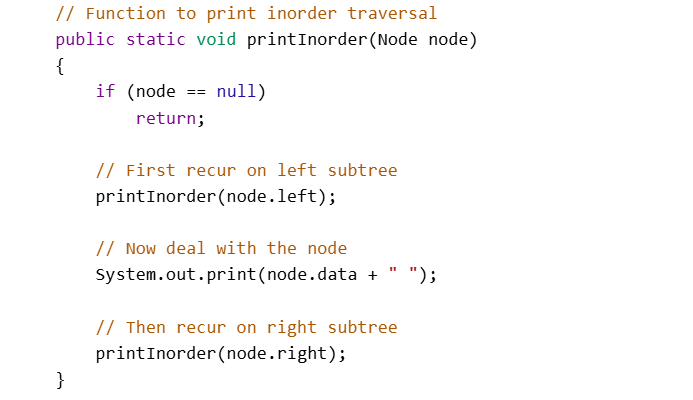 // Function to print inorder traversal
public static void printInorder(Node node)
{
    if (node == null)
        return;

    // First recur on left subtree
    printInorder(node.left);

    // Now deal with the node
    System.out.print(node.data + " ");

    // Then recur on right subtree
    printInorder(node.right);
}